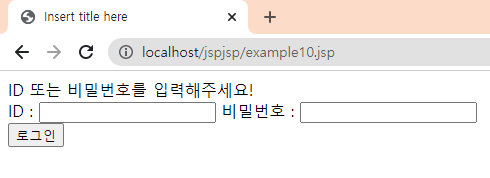 Insert title here
localhost/jspjsp/example10.jsp
ID 또는 비밀번호를 입력해주세요!
ID : 비밀번호 :
로그인